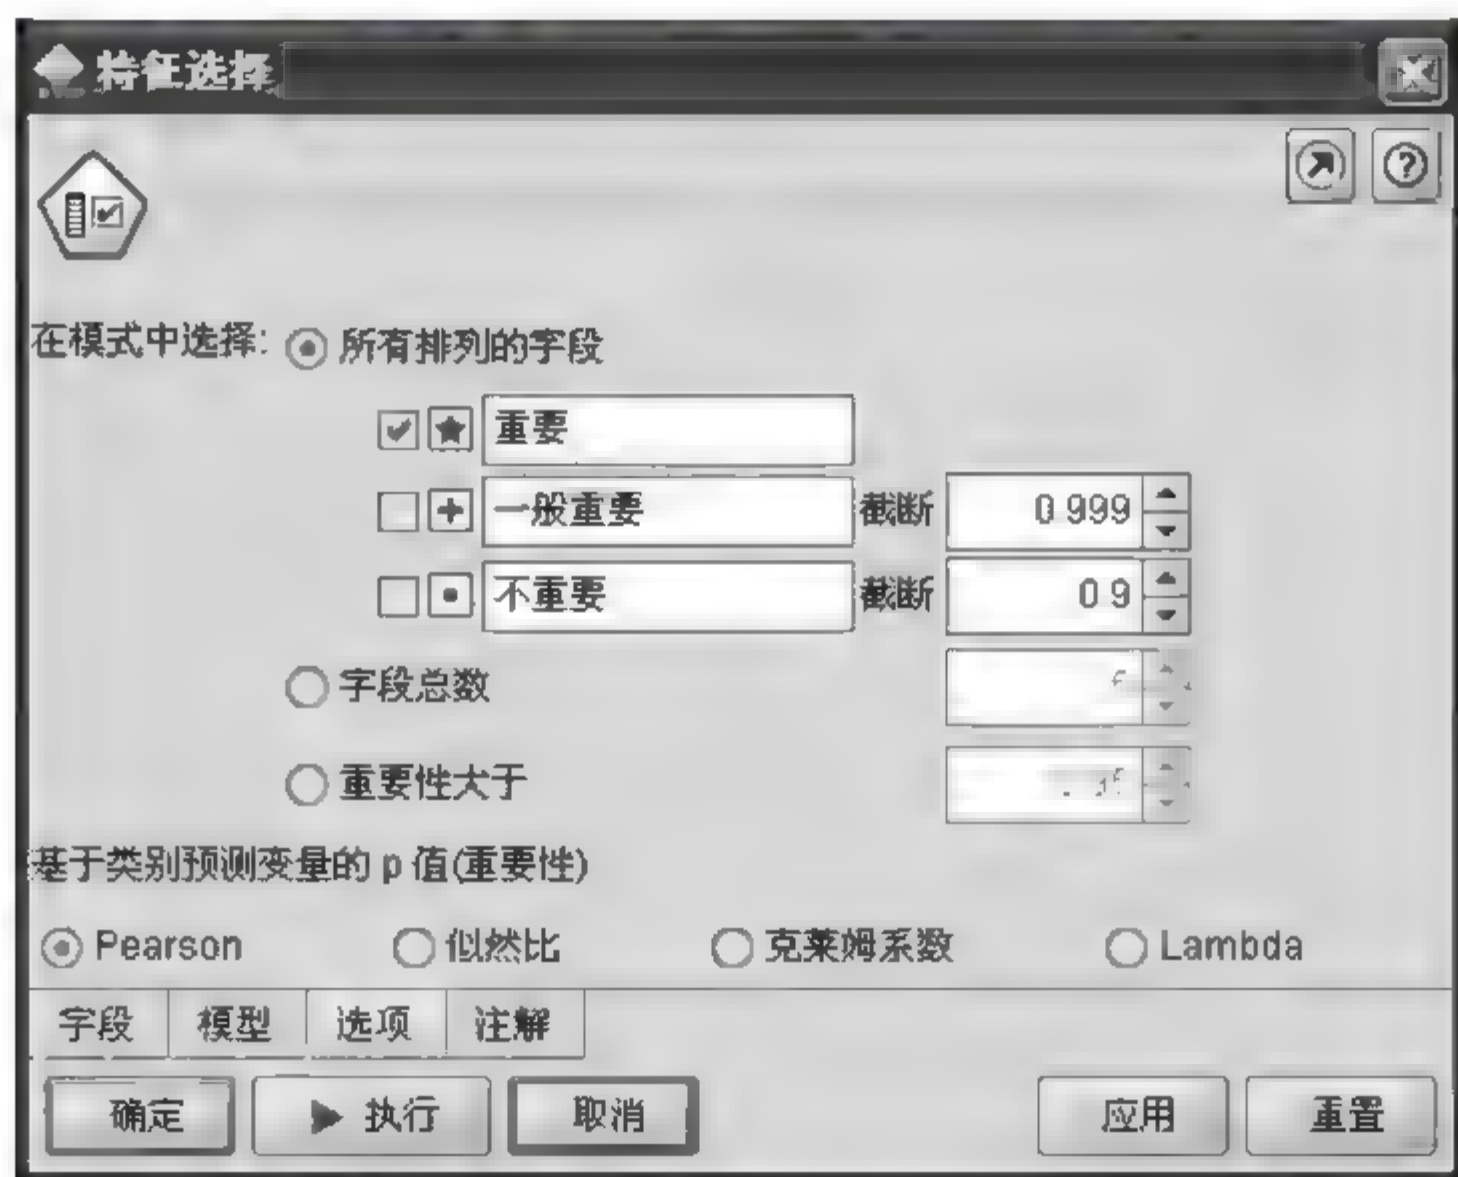 特征选择
在模式中选择: 所有排列的字段
重要
一般重要 截断 0.999
不重要 截断 0.9
字段总数
重要性大于
基于类别预测变量的 p 值(重要性)
Pearson 似然比 克莱姆系数 Lambda
字段 模型 选项 注解
确定 执行 取消 应用 重置